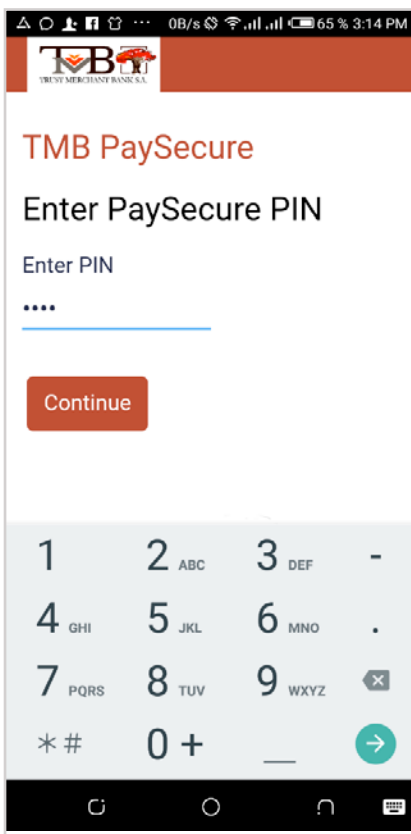 0B/s 65 % 3:14 PM
TMB
TRUST MERCHANT BANK S.A.
TMB PaySecure
Enter PaySecure PIN
Enter PIN
••••
Continue
1 2 ABC 3 DEF -
4 GHI 5 JKL 6 MNO .
7 PQRS 8 TUV 9 WXYZ
*# 0 + _